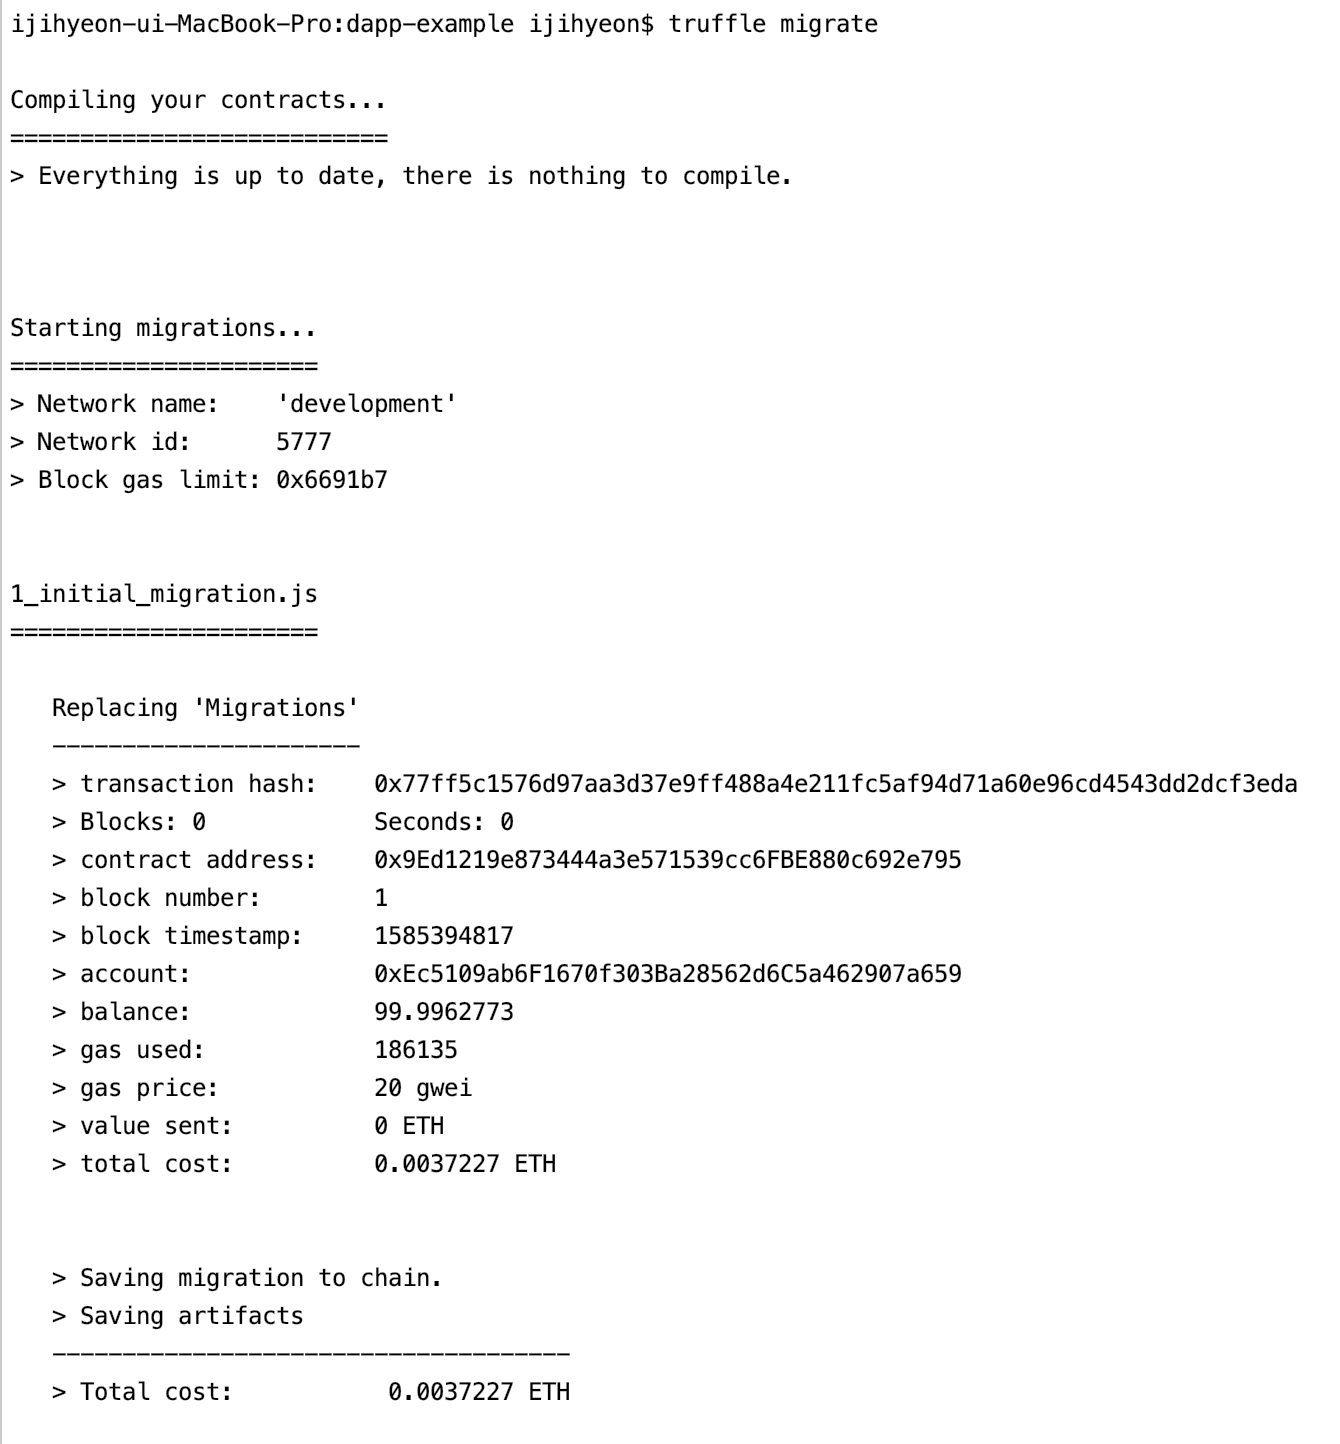 ijihyeon-ui-MacBook-Pro:dapp-example ijihyeon$ truffle migrate
Compiling your contracts...
===========================
> Everything is up to date, there is nothing to compile.
Starting migrations...
======================
> Network name:    'development'
> Network id:      5777
> Block gas limit: 0x6691b7
1_initial_migration.js
======================
   Replacing 'Migrations'
   ----------------------
   > transaction hash:    0x77ff5c1576d97aa3d37e9ff488a4e211fc5af94d71a60e96cd4543dd2dcf3eda
   > Blocks: 0            Seconds: 0
   > contract address:    0x9Ed1219e873444a3e571539cc6FBE880c692e795
   > block number:        1
   > block timestamp:     1585394817
   > account:             0xEc5109ab6F1670f303Ba28562d6C5a462907a659
   > balance:             99.9962773
   > gas used:            186135
   > gas price:           20 gwei
   > value sent:          0 ETH
   > total cost:          0.0037227 ETH
   > Saving migration to chain.
   > Saving artifacts
   -------------------------------------
   > Total cost:           0.0037227 ETH